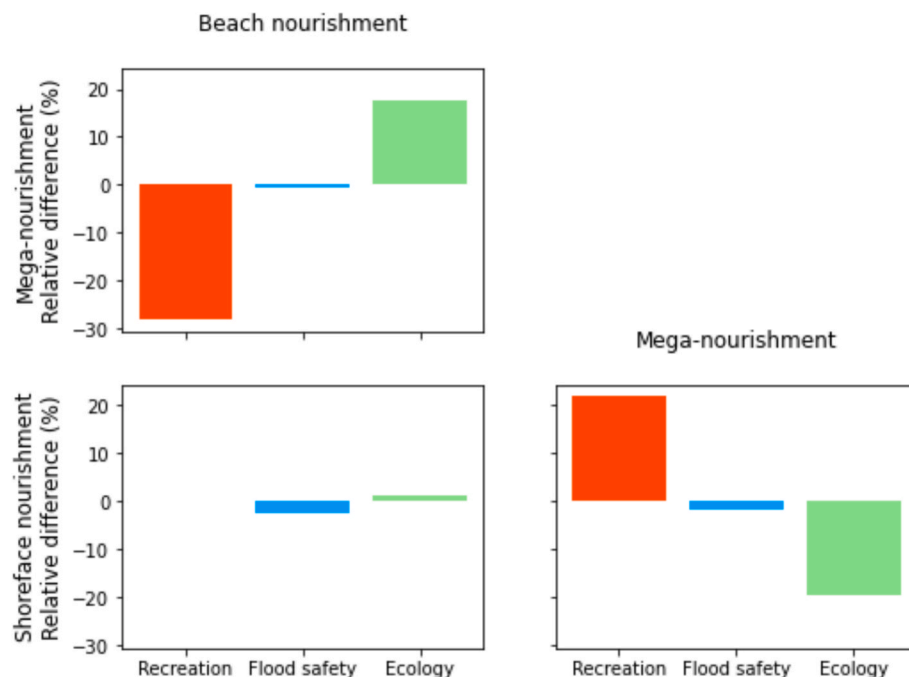 Beach nourishment
Mega-nourishment
Relative difference (%)
20
10
0
−10
−20
−30
Mega-nourishment
Shoreface nourishment
Relative difference (%)
20
10
0
−10
−20
−30
Recreation Flood safety Ecology
Recreation Flood safety Ecology